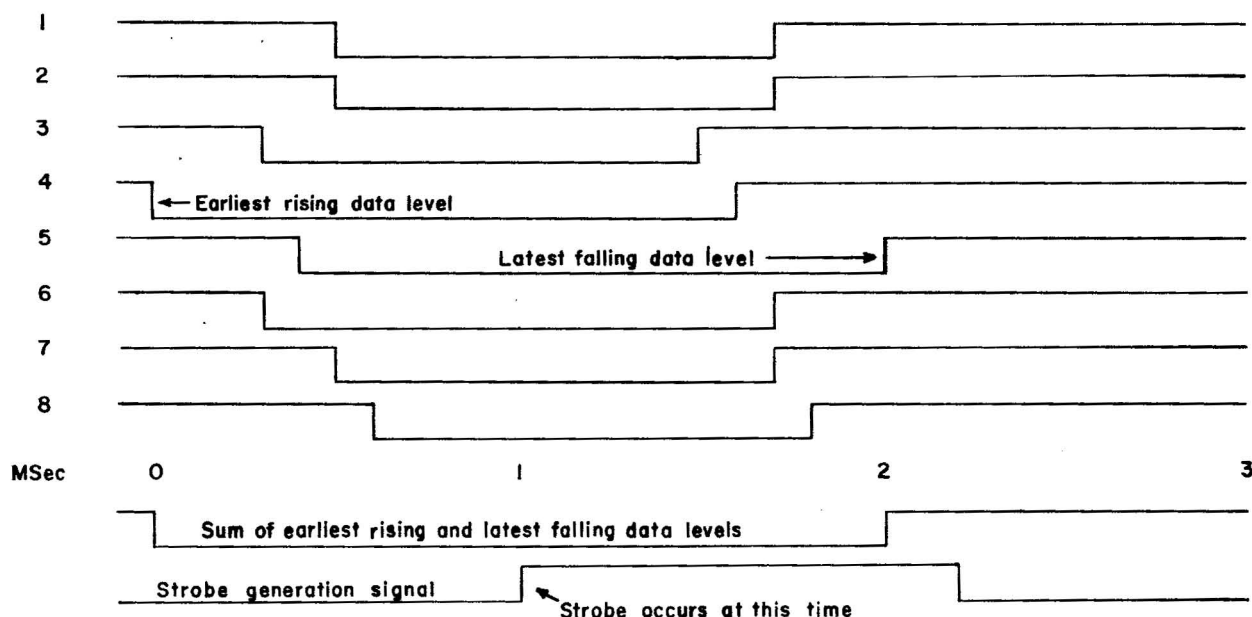 1
2
3
4
Earliest rising data level
5
Latest falling data level
6
7
8
MSec 0 1 2 3
Sum of earliest rising and latest falling data levels
Strobe generation signal
Strobe occurs at this time